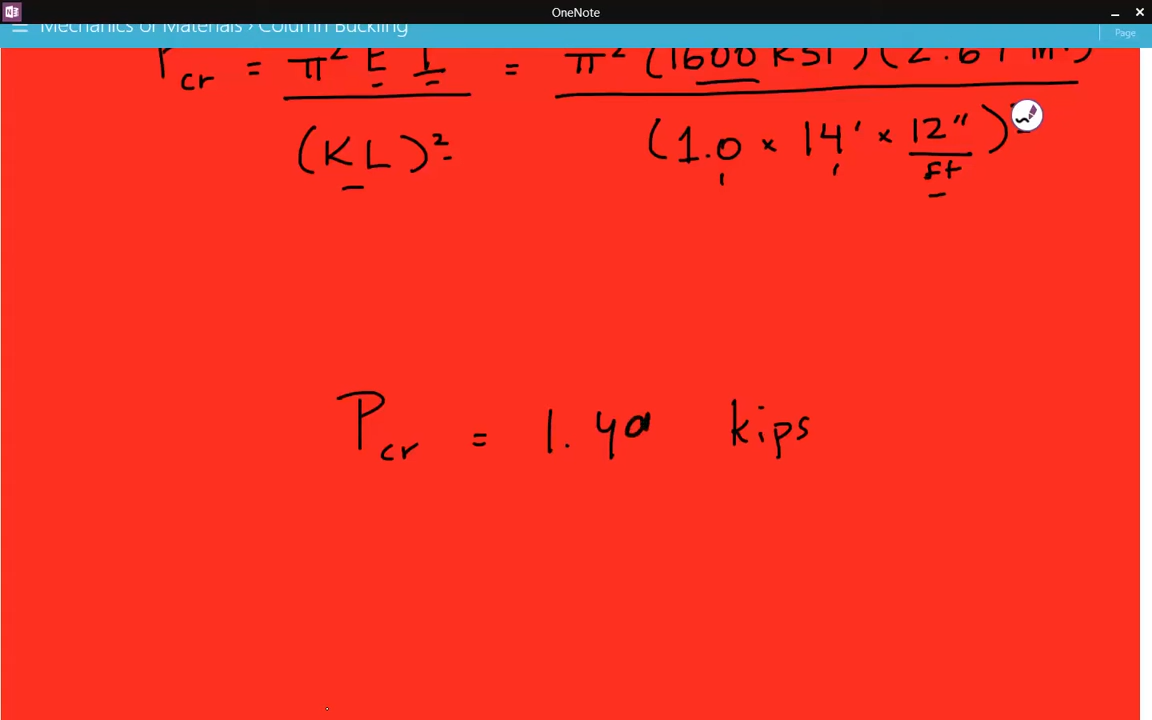 OneNote
Mechanics of Materials › Column Buckling
Page
Pcr = π² E I = π² (1600 ksi) (2.67 in⁴)
(KL)² (1.0 × 14' × 12"/ft)²
Pcr = 1.49 kips